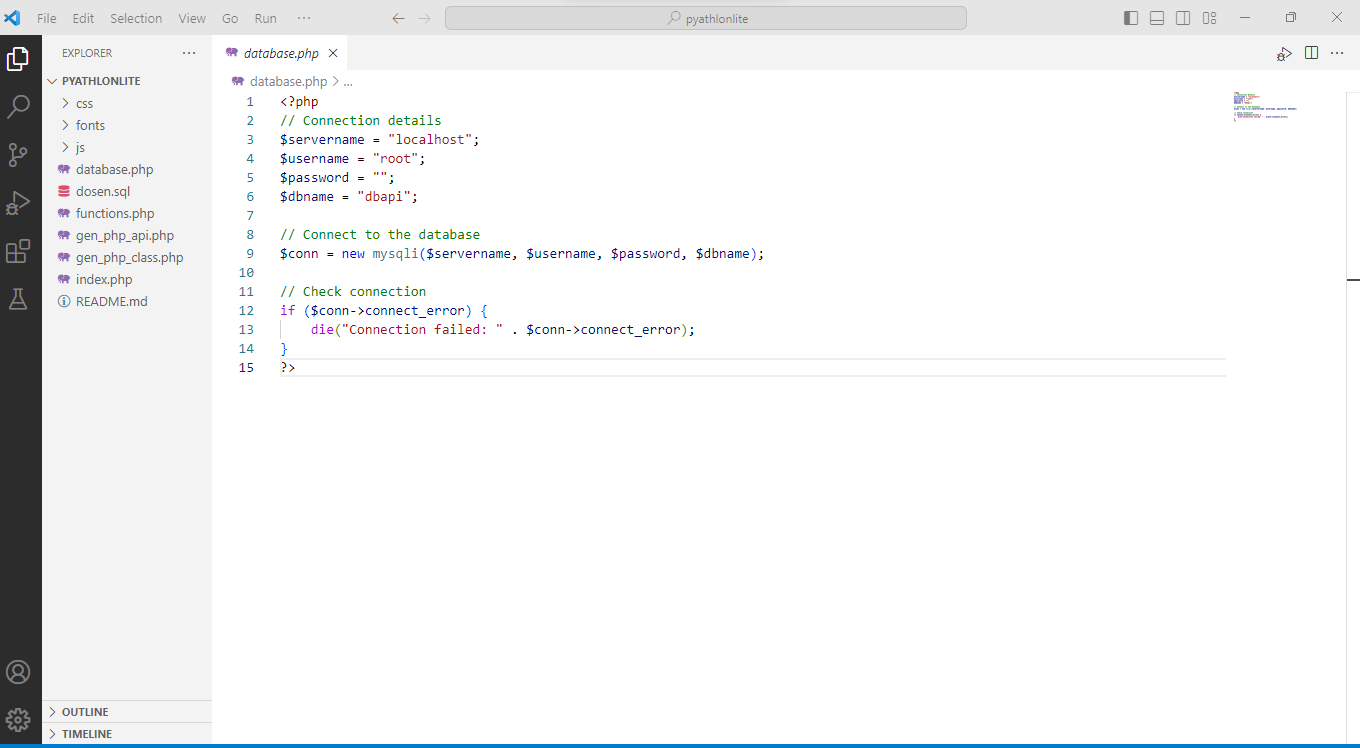 File Edit Selection View Go Run ··· pyathlonlite
EXPLORER ···
PYATHLONLITE
css
fonts
js
database.php
dosen.sql
functions.php
gen_php_api.php
gen_php_class.php
index.php
README.md
OUTLINE
TIMELINE
database.php
database.php > ...
1 <?php
2 // Connection details
3 $servername = "localhost";
4 $username = "root";
5 $password = "";
6 $dbname = "dbapi";
7
8 // Connect to the database
9 $conn = new mysqli($servername, $username, $password, $dbname);
10
11 // Check connection
12 if ($conn->connect_error) {
13     die("Connection failed: " . $conn->connect_error);
14 }
15 ?>